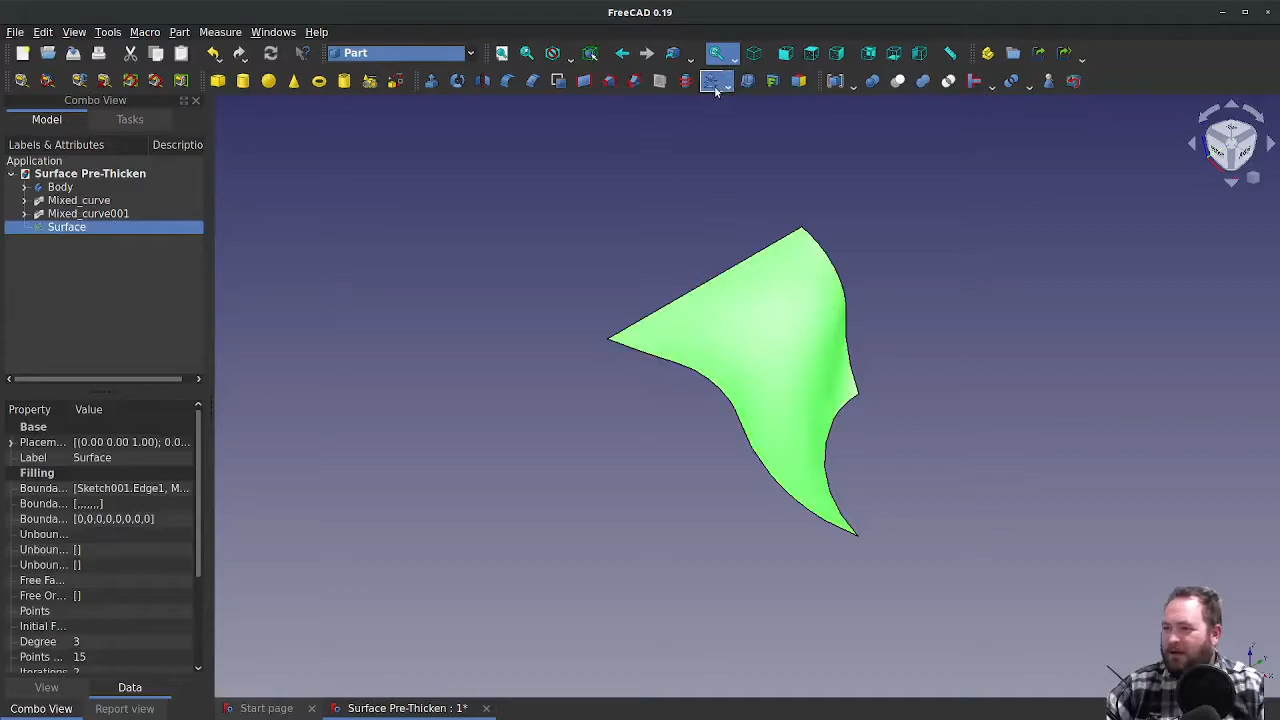 FreeCAD 0.19
File Edit View Tools Macro Part Measure Windows Help
Part
Combo View
Model Tasks
Labels & Attributes Descriptio
Application
Surface Pre-Thicken
Body
Mixed_curve
Mixed_curve001
Surface
Property Value
Base
Placem... [(0.00 0.00 1.00); 0.0...
Label Surface
Filling
Bounda... [Sketch001.Edge1, M...
Bounda... [,,,,,,]
Bounda... [0,0,0,0,0,0,0]
Unboun...
Unboun... []
Unboun... []
Free Fa...
Free Or... []
Points
Initial F...
Degree 3
Points ... 15
Iterations 2
View Data
Combo View Report view
Start page Surface Pre-Thicken : 1*